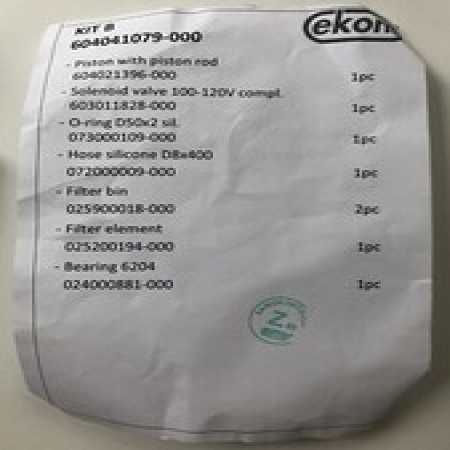 KIT B
604041079-000
ekom
- Piston with piston rod
604021396-000 1pc
- Solenoid valve 100-120V compl.
603011828-000 1pc
- O-ring D50x2 sil.
073000109-000 1pc
- Hose silicone D8x400
072000009-000 1pc
- Filter bin
025900018-000 2pc
- Filter element
025200194-000 1pc
- Bearing 6204
024000881-000 1pc